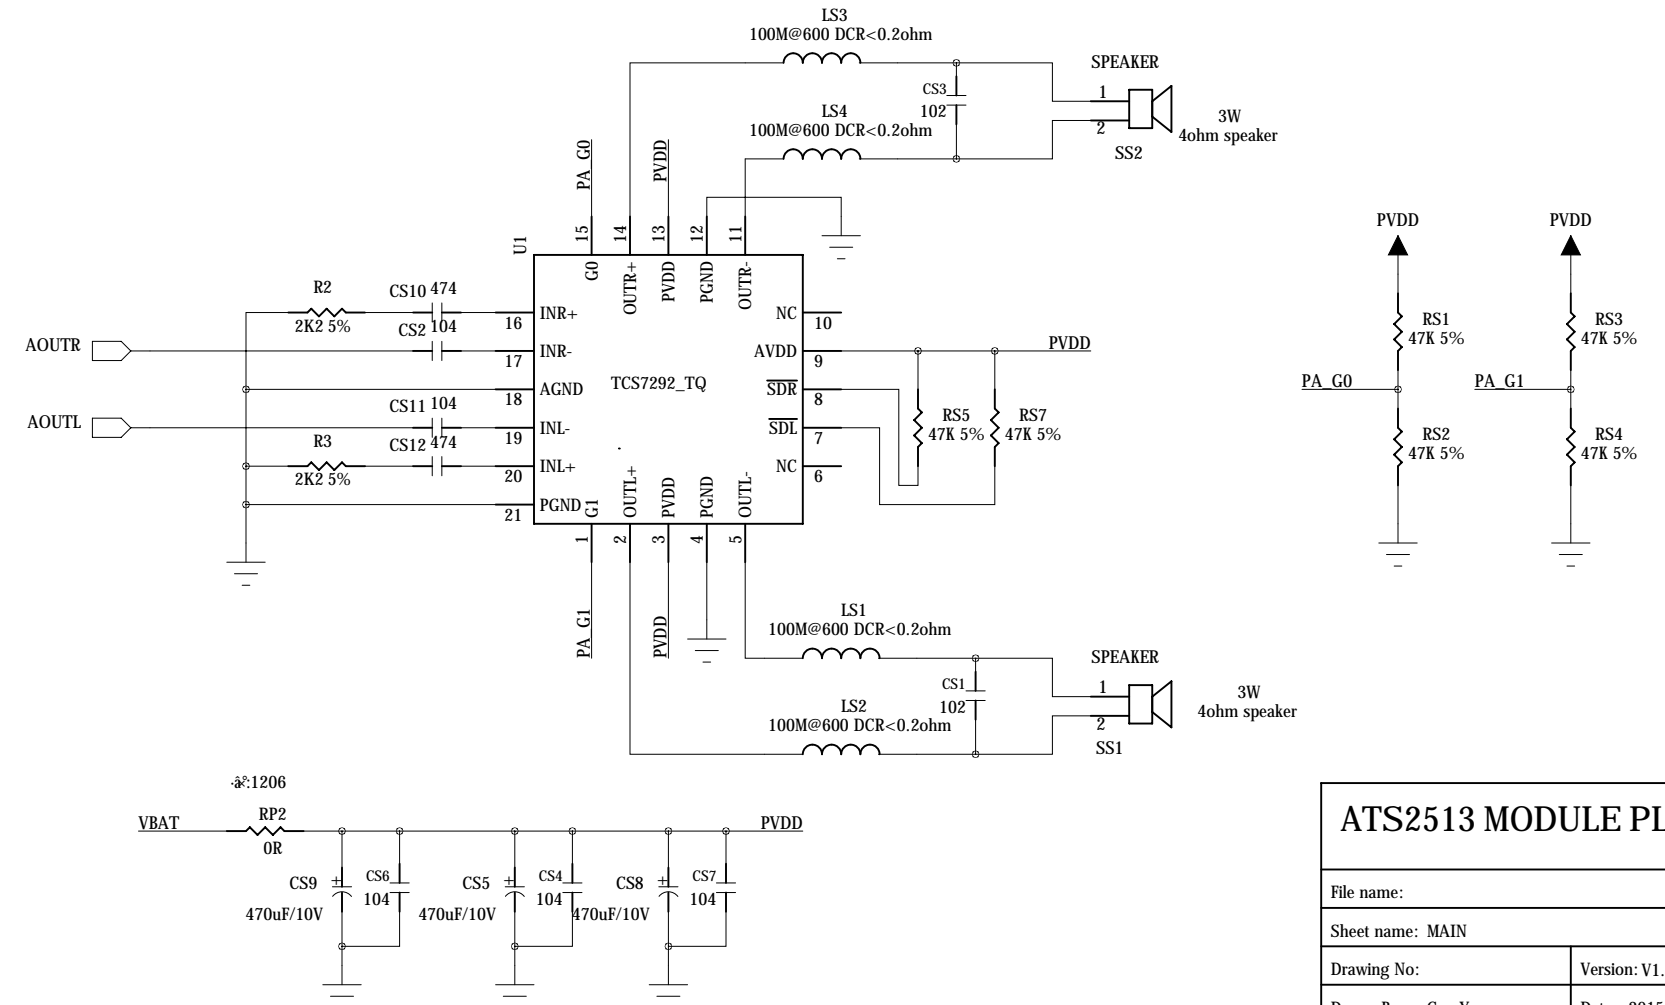 LS3
100M@600 DCR<0.2ohm
SPEAKER
CS3
102
1
2
3W
4ohm speaker
SS2
LS4
100M@600 DCR<0.2ohm
PA_G0
PVDD
U1
15
14
13
12
11
G0
OUTR+
PVDD
PGND
OUTR-
R2
2K2 5%
CS10 474
16
INR+
NC
10
CS2 104
AOUTR
17
INR-
AVDD
9
PVDD
TCS7292_TQ
18
AGND
SDR
8
CS11 104
AOUTL
19
INL-
SDL
7
R3
2K2 5%
CS12 474
20
INL+
NC
6
21
PGND
RS5
47K 5%
RS7
47K 5%
G1
OUTL+
PVDD
PGND
OUTL-
1
2
3
4
5
PA_G1
PVDD
PVDD
PVDD
RS1
47K 5%
RS3
47K 5%
PA_G0
PA_G1
RS2
47K 5%
RS4
47K 5%
LS1
100M@600 DCR<0.2ohm
SPEAKER
CS1
102
1
2
3W
4ohm speaker
SS1
LS2
100M@600 DCR<0.2ohm
:1206
VBAT
RP2
0R
PVDD
CS9
470uF/10V
CS6
104
CS5
470uF/10V
CS4
104
CS8
470uF/10V
CS7
104
ATS2513 MODULE PL
File name:
Sheet name: MAIN
Drawing No:
Version: V1.